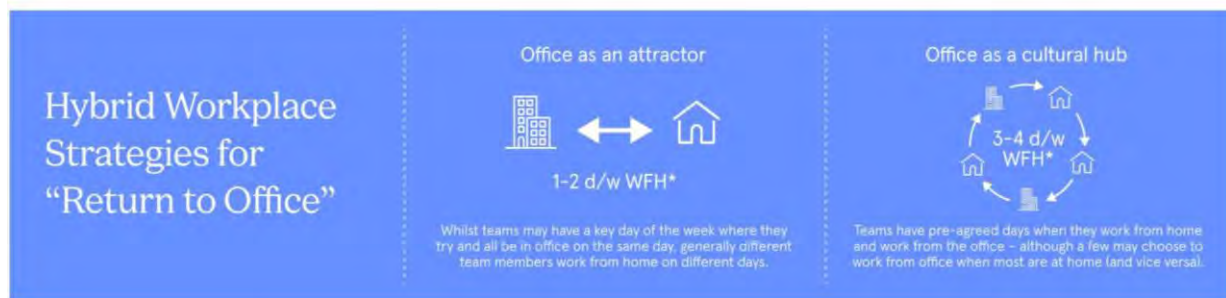 Hybrid Workplace
Strategies for
“Return to Office”
Office as an attractor
1-2 d/w WFH*
Whilst teams may have a key day of the week where they
try and all be in office on the same day, generally different
team members work from home on different days.
Office as a cultural hub
3-4 d/w
WFH*
Teams have pre-agreed days when they work from home
and work from the office – although a few may choose to
work from office when most are at home (and vice versa).